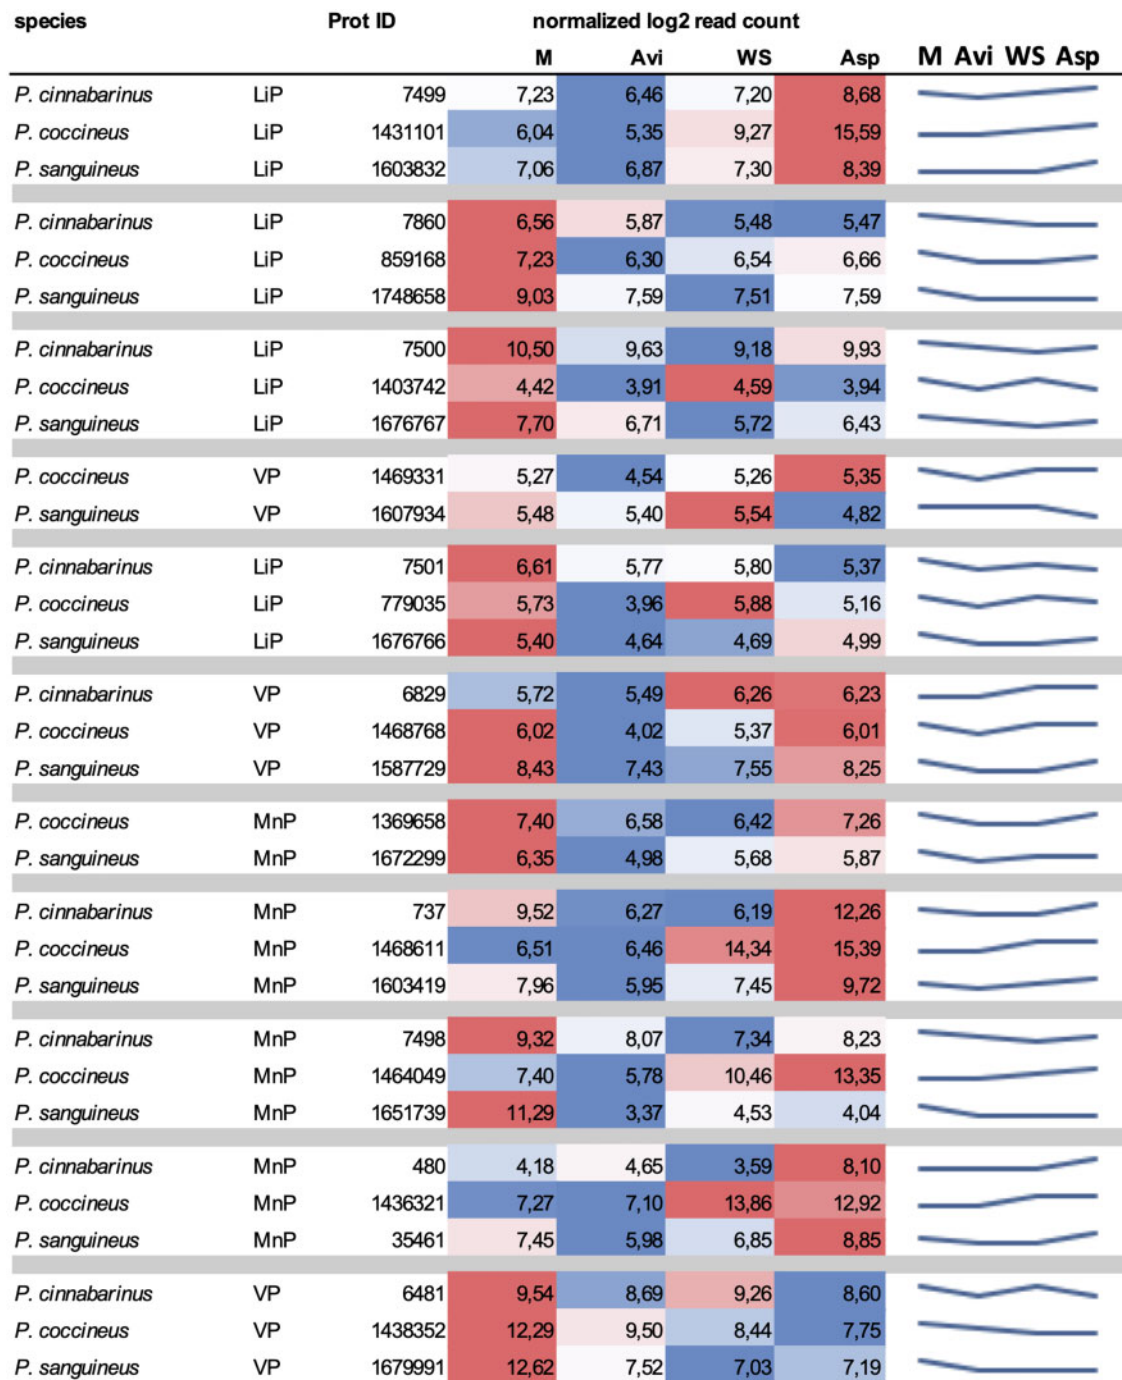 species Prot ID normalized log2 read count
M Avi WS Asp M Avi WS Asp
P. cinnabarinus LiP 7499 7,23 6,46 7,20 8,68
P. coccineus LiP 1431101 6,04 5,35 9,27 15,59
P. sanguineus LiP 1603832 7,06 6,87 7,30 8,39
P. cinnabarinus LiP 7860 6,56 5,87 5,48 5,47
P. coccineus LiP 859168 7,23 6,30 6,54 6,66
P. sanguineus LiP 1748658 9,03 7,59 7,51 7,59
P. cinnabarinus LiP 7500 10,50 9,63 9,18 9,93
P. coccineus LiP 1403742 4,42 3,91 4,59 3,94
P. sanguineus LiP 1676767 7,70 6,71 5,72 6,43
P. coccineus VP 1469331 5,27 4,54 5,26 5,35
P. sanguineus VP 1607934 5,48 5,40 5,54 4,82
P. cinnabarinus LiP 7501 6,61 5,77 5,80 5,37
P. coccineus LiP 779035 5,73 3,96 5,88 5,16
P. sanguineus LiP 1676766 5,40 4,64 4,69 4,99
P. cinnabarinus VP 6829 5,72 5,49 6,26 6,23
P. coccineus VP 1468768 6,02 4,02 5,37 6,01
P. sanguineus VP 1587729 8,43 7,43 7,55 8,25
P. coccineus MnP 1369658 7,40 6,58 6,42 7,26
P. sanguineus MnP 1672299 6,35 4,98 5,68 5,87
P. cinnabarinus MnP 737 9,52 6,27 6,19 12,26
P. coccineus MnP 1468611 6,51 6,46 14,34 15,39
P. sanguineus MnP 1603419 7,96 5,95 7,45 9,72
P. cinnabarinus MnP 7498 9,32 8,07 7,34 8,23
P. coccineus MnP 1464049 7,40 5,78 10,46 13,35
P. sanguineus MnP 1651739 11,29 3,37 4,53 4,04
P. cinnabarinus MnP 480 4,18 4,65 3,59 8,10
P. coccineus MnP 1436321 7,27 7,10 13,86 12,92
P. sanguineus MnP 35461 7,45 5,98 6,85 8,85
P. cinnabarinus VP 6481 9,54 8,69 9,26 8,60
P. coccineus VP 1438352 12,29 9,50 8,44 7,75
P. sanguineus VP 1679991 12,62 7,52 7,03 7,19